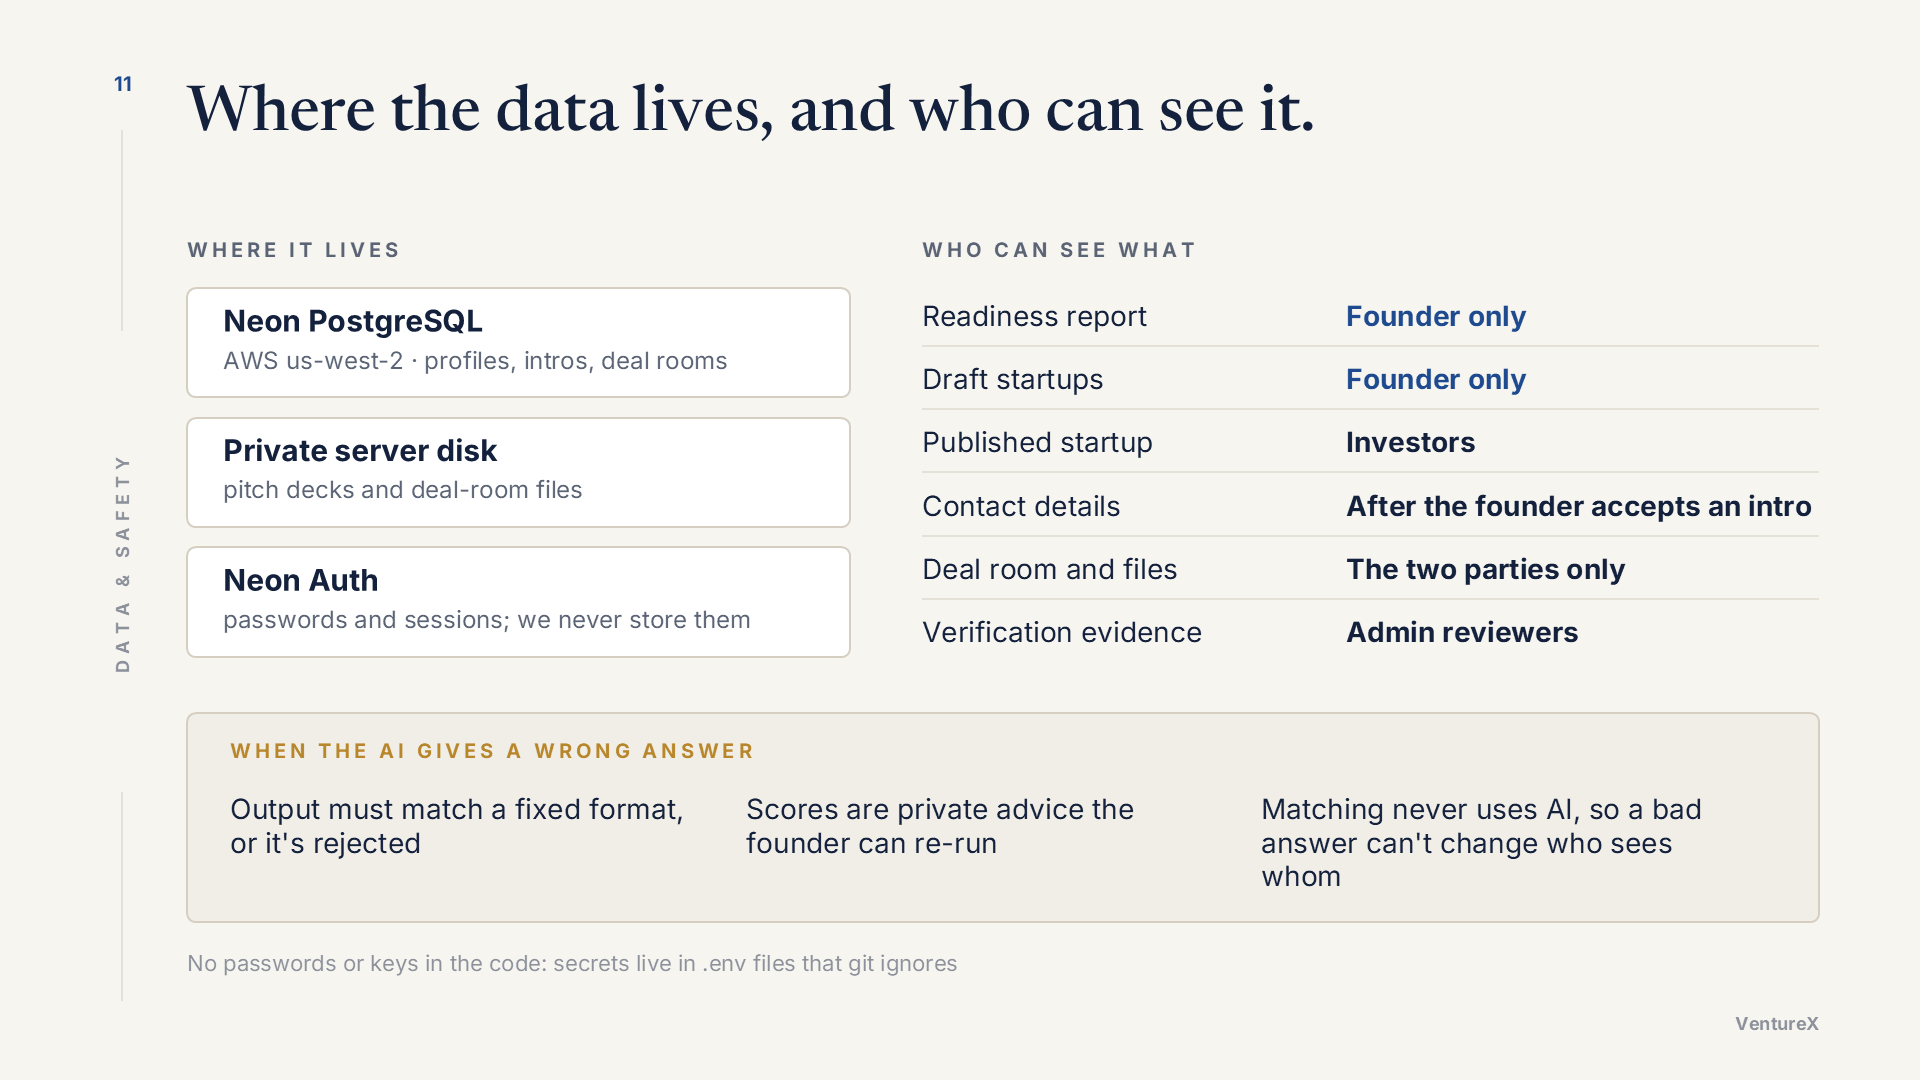 11
Where the data lives, and who can see it.
DATA & SAFETY
WHERE IT LIVES
Neon PostgreSQL
AWS us-west-2 · profiles, intros, deal rooms
Private server disk
pitch decks and deal-room files
Neon Auth
passwords and sessions; we never store them
WHO CAN SEE WHAT
Readiness report Founder only
Draft startups Founder only
Published startup Investors
Contact details After the founder accepts an intro
Deal room and files The two parties only
Verification evidence Admin reviewers
WHEN THE AI GIVES A WRONG ANSWER
Output must match a fixed format,
or it's rejected
Scores are private advice the
founder can re-run
Matching never uses AI, so a bad
answer can't change who sees
whom
No passwords or keys in the code: secrets live in .env files that git ignores
VentureX